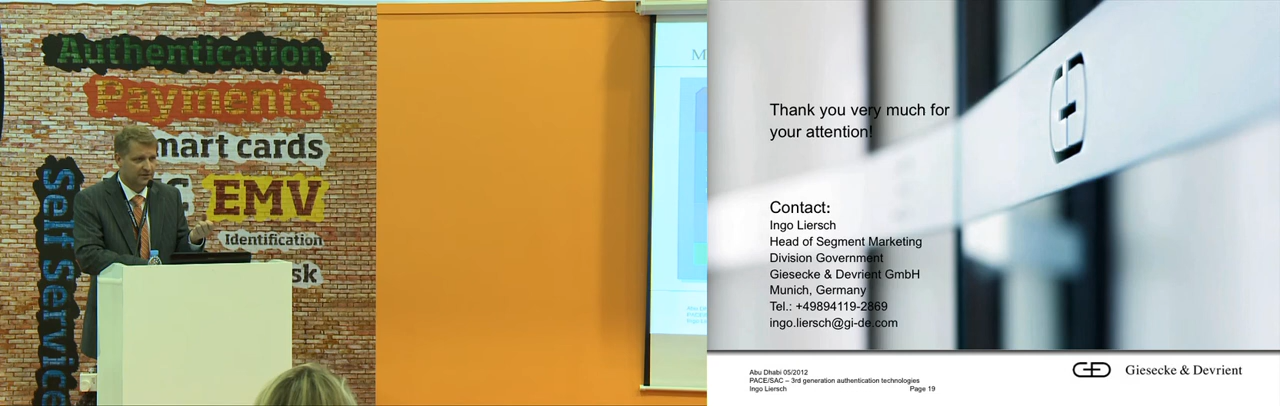 Authentication
Payments
mart cards
EMV
Identification
sk
Self Service
M
Thank you very much for
your attention!
Contact:
Ingo Liersch
Head of Segment Marketing
Division Government
Giesecke & Devrient GmbH
Munich, Germany
Tel.: +49894119-2869
ingo.liersch@gi-de.com
Abu Dhabi 05/2012
PACE/SAC – 3rd generation authentication technologies
Ingo Liersch Page 19
Giesecke & Devrient